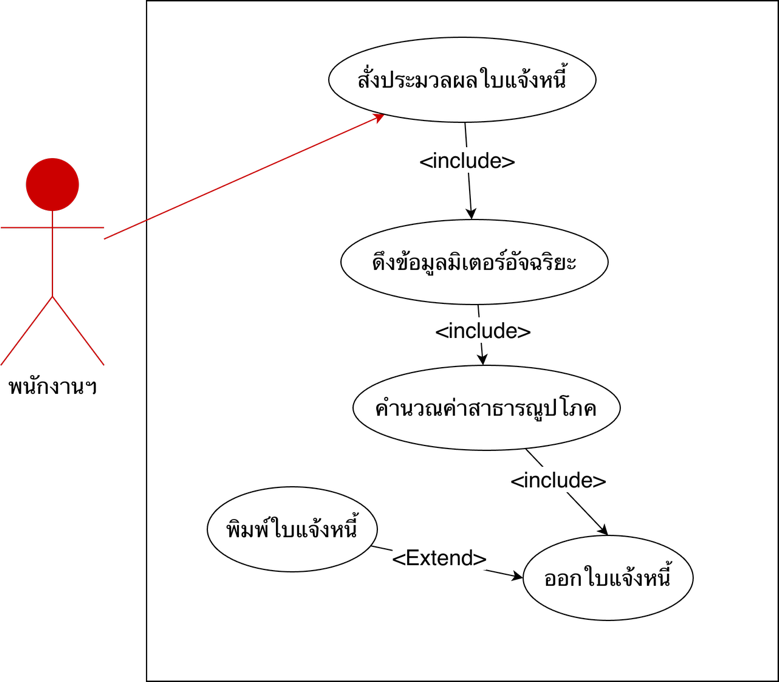 สั่งประมวลผลใบแจ้งหนี้
<include>
ดึงข้อมูลมิเตอร์อัจฉริยะ
<include>
พนักงานฯ
คำนวณค่าสาธารณูปโภค
<include>
พิมพ์ใบแจ้งหนี้
<Extend>
ออกใบแจ้งหนี้